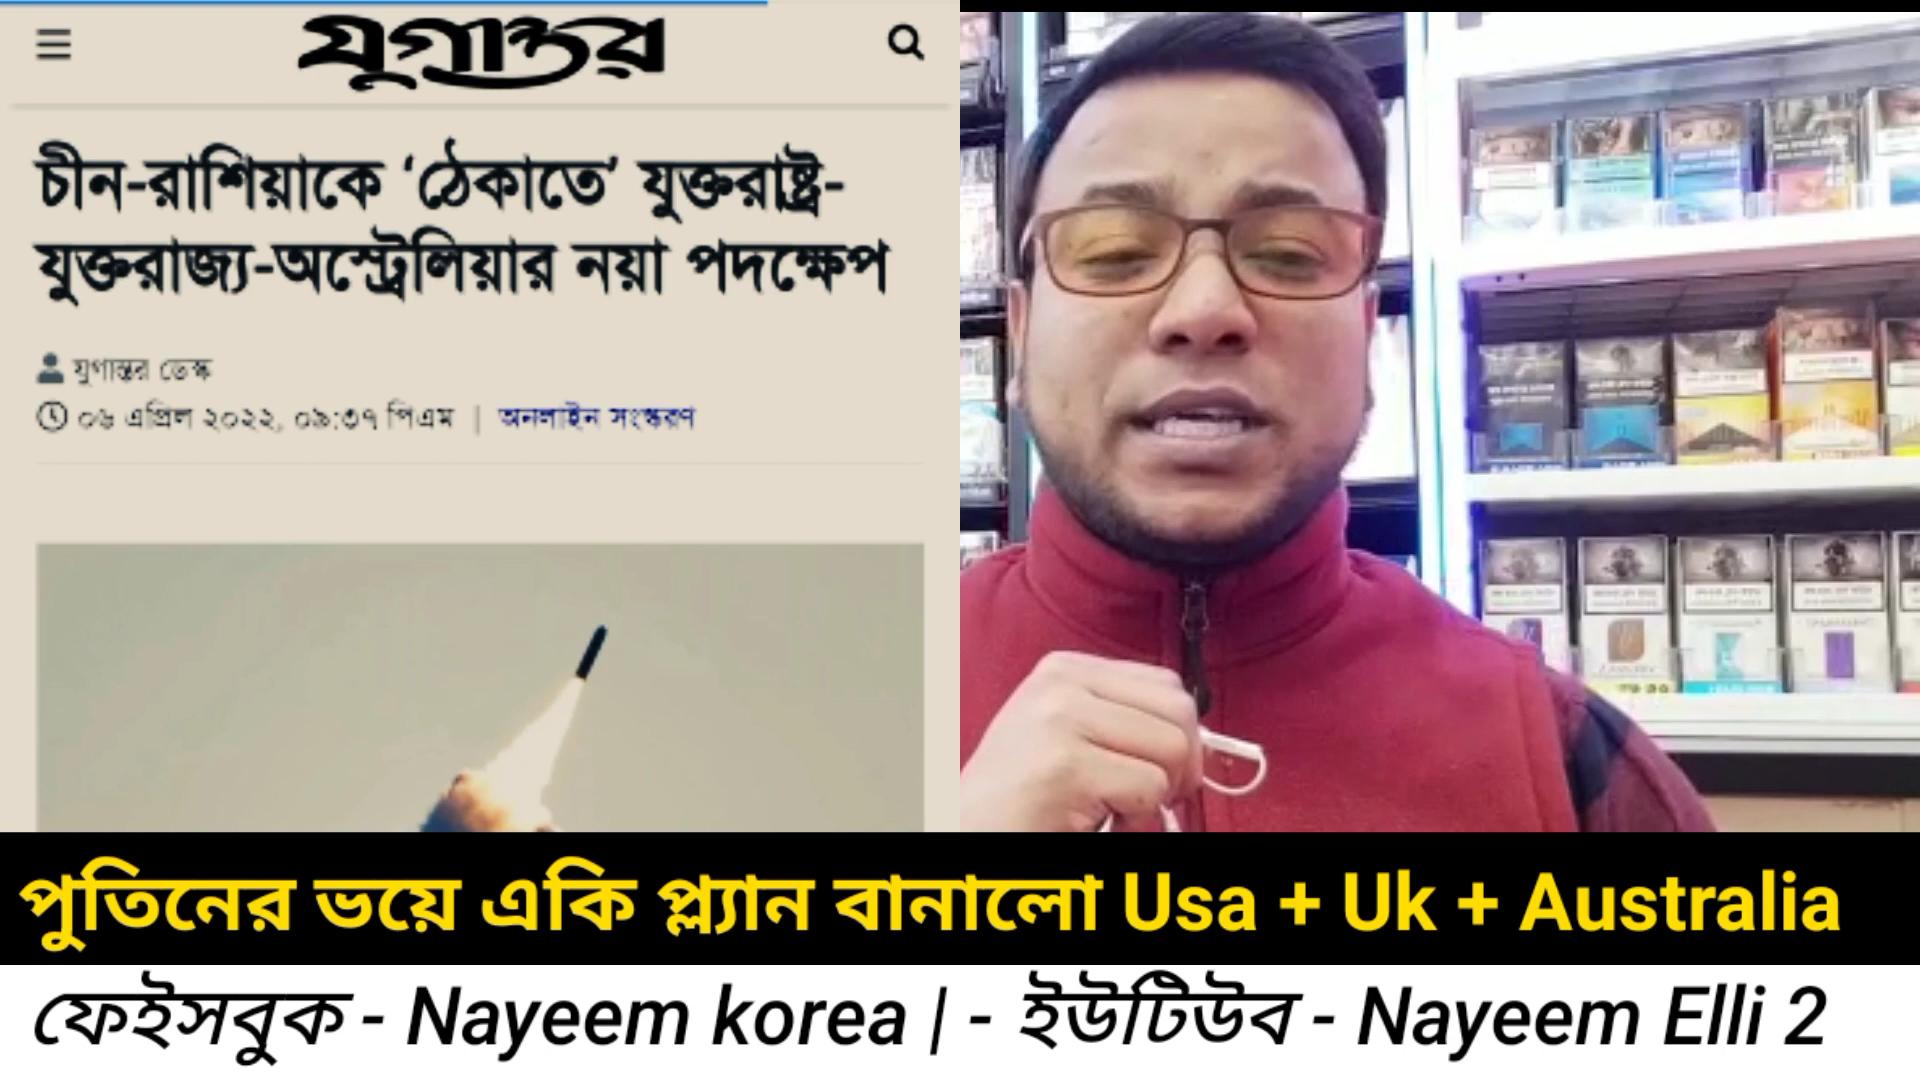 যুগান্তর
চীন-রাশিয়াকে ‘ঠেকাতে’ যুক্তরাষ্ট্র-
যুক্তরাজ্য-অস্ট্রেলিয়ার নয়া পদক্ষেপ
যুগান্তর ডেস্ক
০৬ এপ্রিল ২০২২, ০৯:৩৭ পিএম | অনলাইন সংস্করণ
পুতিনের ভয়ে একি প্ল্যান বানালো Usa + Uk + Australia
ফেইসবুক - Nayeem korea | - ইউটিউব - Nayeem Elli 2